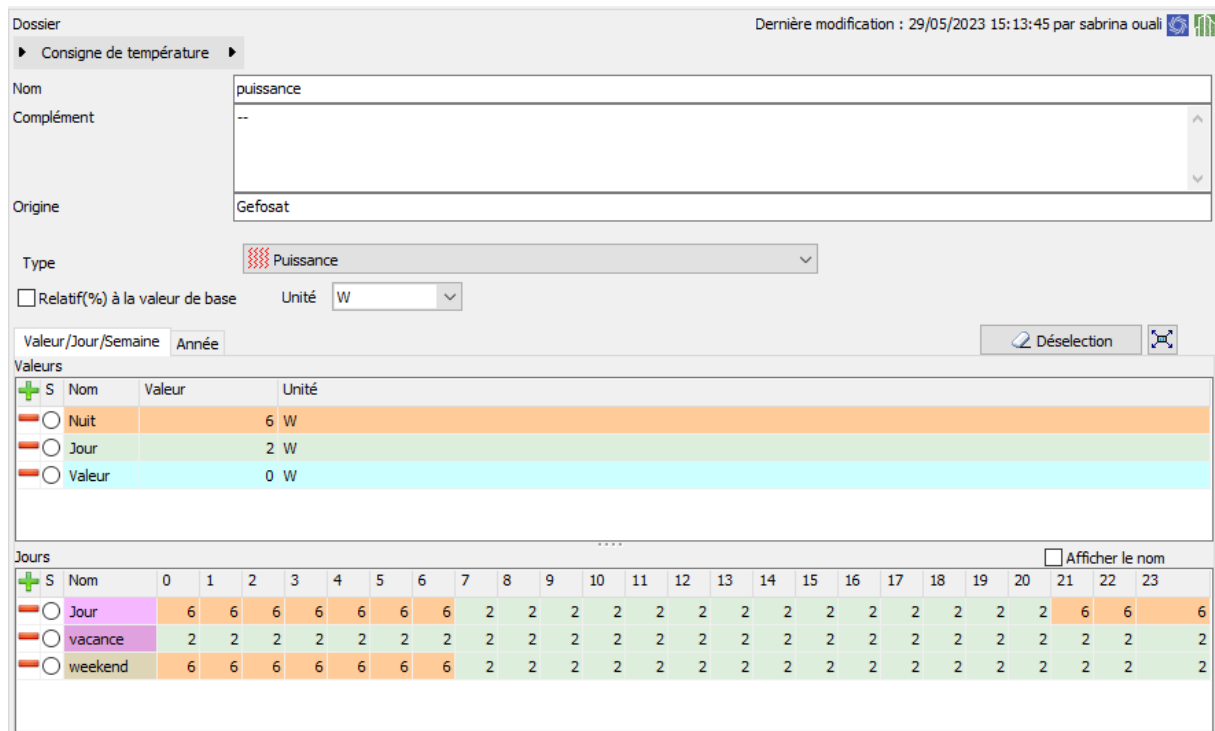 Dossier
Dernière modification : 29/05/2023 15:13:45 par sabrina ouali
Consigne de température
Nom puissance
Complément --
Origine Gefosat
Type Puissance
Relatif(%) à la valeur de base Unité W
Valeur/Jour/Semaine Année Déselection
Valeurs
S Nom Valeur Unité
Nuit 6 W
Jour 2 W
Valeur 0 W
Jours Afficher le nom
S Nom 0 1 2 3 4 5 6 7 8 9 10 11 12 13 14 15 16 17 18 19 20 21 22 23
Jour 6 6 6 6 6 6 6 2 2 2 2 2 2 2 2 2 2 2 2 2 2 6 6 6
vacance 2 2 2 2 2 2 2 2 2 2 2 2 2 2 2 2 2 2 2 2 2 2 2 2
weekend 6 6 6 6 6 6 6 2 2 2 2 2 2 2 2 2 2 2 2 2 2 2 2 2